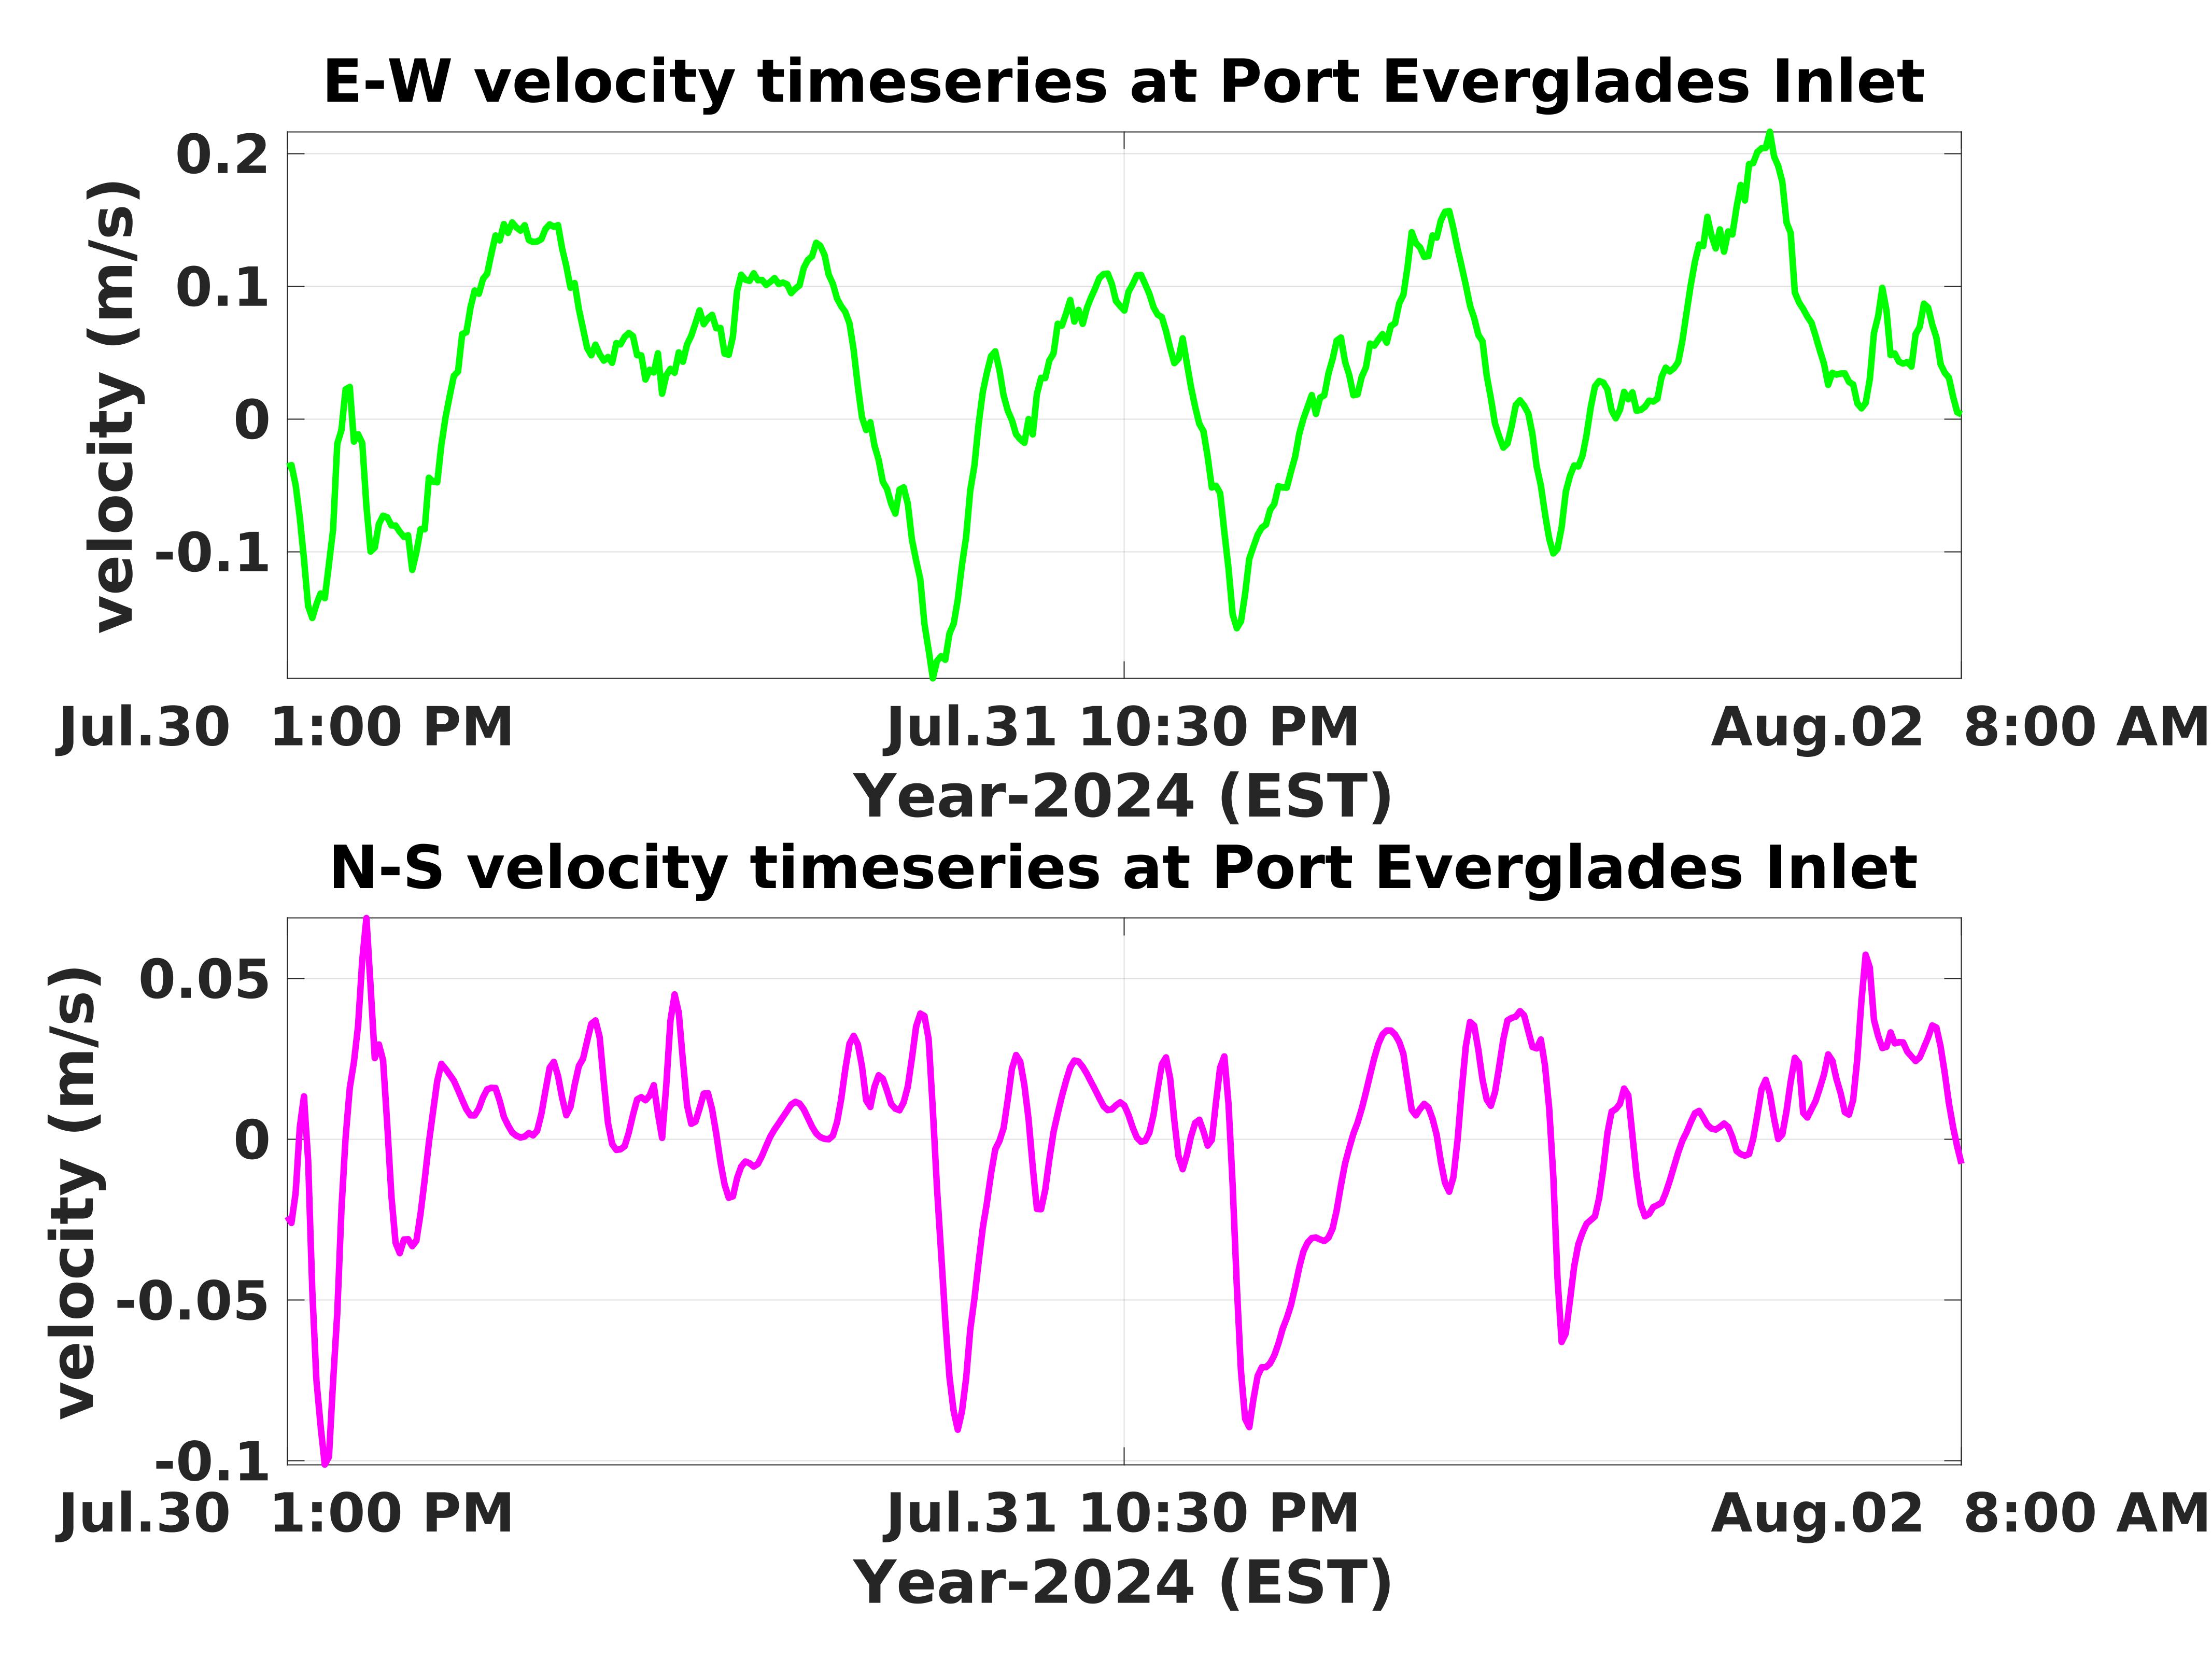 E-W velocity timeseries at Port Everglades Inlet
velocity (m/s)
0.2
0.1
0
-0.1
Jul.30  1:00 PM
Jul.31 10:30 PM
Aug.02  8:00 AM
Year-2024 (EST)
N-S velocity timeseries at Port Everglades Inlet
velocity (m/s)
0.05
0
-0.05
-0.1
Jul.30  1:00 PM
Jul.31 10:30 PM
Aug.02  8:00 AM
Year-2024 (EST)